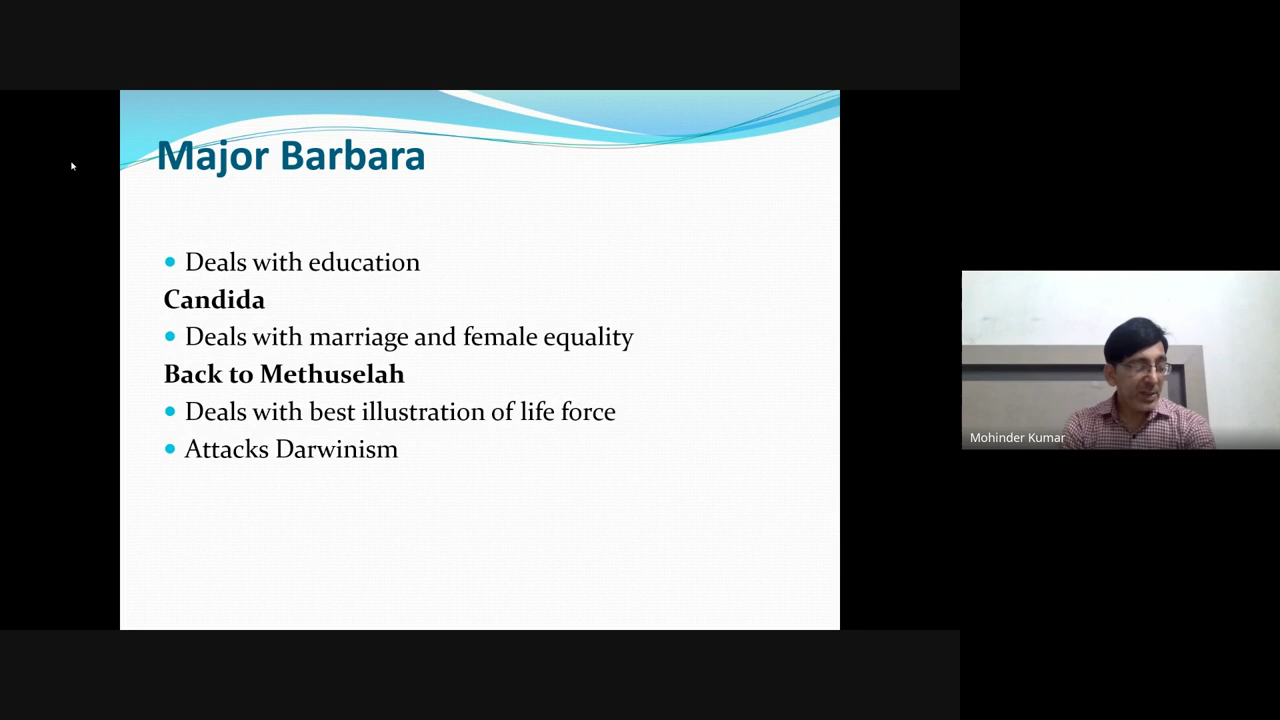 Major Barbara
Deals with education
Candida
Deals with marriage and female equality
Back to Methuselah
Deals with best illustration of life force
Attacks Darwinism
Mohinder Kumar